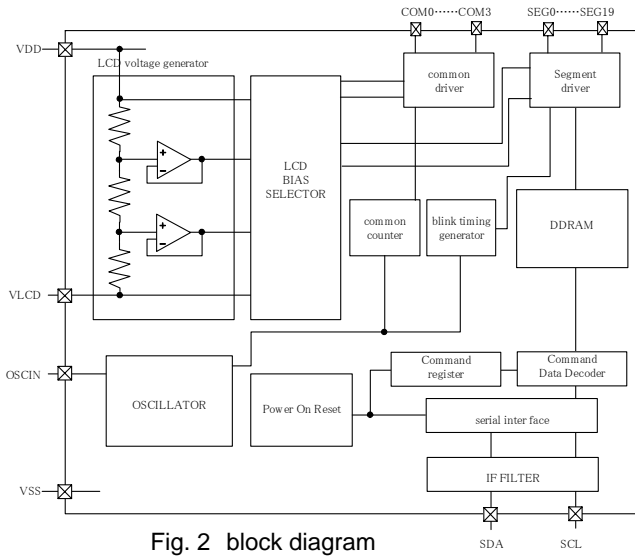 COM0……COM3
SEG0……SEG19
VDD
LCD voltage generator
common
driver
Segment
driver
+
−
LCD
BIAS
SELECTOR
+
−
common
counter
blink timing
generator
DDRAM
VLCD
OSCIN
OSCILLATOR
Power On Reset
Command
register
Command
Data Decoder
serial inter face
IF FILTER
VSS
SDA
SCL
Fig. 2 block diagram